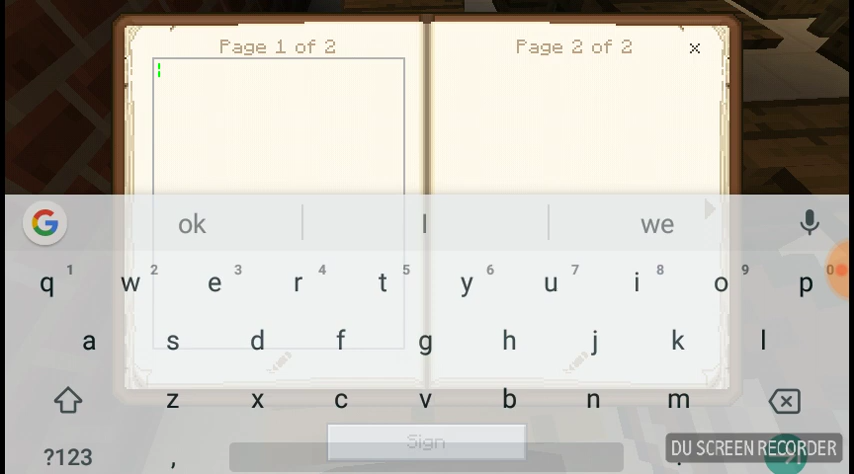 Page 1 of 2
Page 2 of 2 x
ok I we
q 1 w 2 e 3 r 4 t 5 y 6 u 7 i 8 o 9 p 0
a s d f g h j k l
z x c v b n m
Sign
?123 , .
DU SCREEN RECORDER